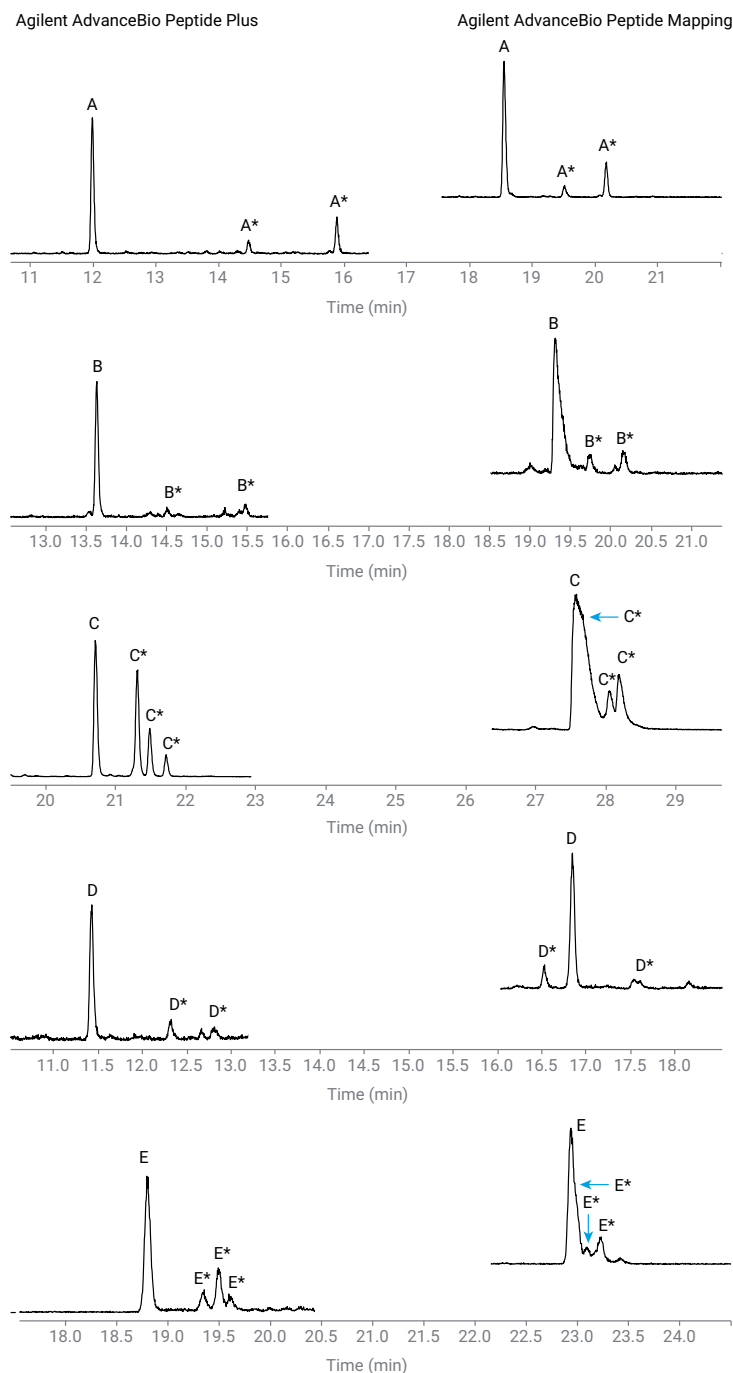 Agilent AdvanceBio Peptide Plus
Agilent AdvanceBio Peptide Mapping
A
A*
A*
A
A*
A*
11 12 13 14 15 16 17 18 19 20 21
Time (min)
B
B*
B*
B
B*
B*
13.0 13.5 14.0 14.5 15.0 15.5 16.0 16.5 17.0 17.5 18.0 18.5 19.0 19.5 20.0 20.5 21.0
Time (min)
C
C*
C*
C*
C
C*
C*
C*
20 21 22 23 24 25 26 27 28 29
Time (min)
D
D*
D*
D
D*
D*
11.0 11.5 12.0 12.5 13.0 13.5 14.0 14.5 15.0 15.5 16.0 16.5 17.0 17.5 18.0
Time (min)
E
E*
E*
E*
E
E*
E*
E*
18.0 18.5 19.0 19.5 20.0 20.5 21.0 21.5 22.0 22.5 23.0 23.5 24.0
Time (min)